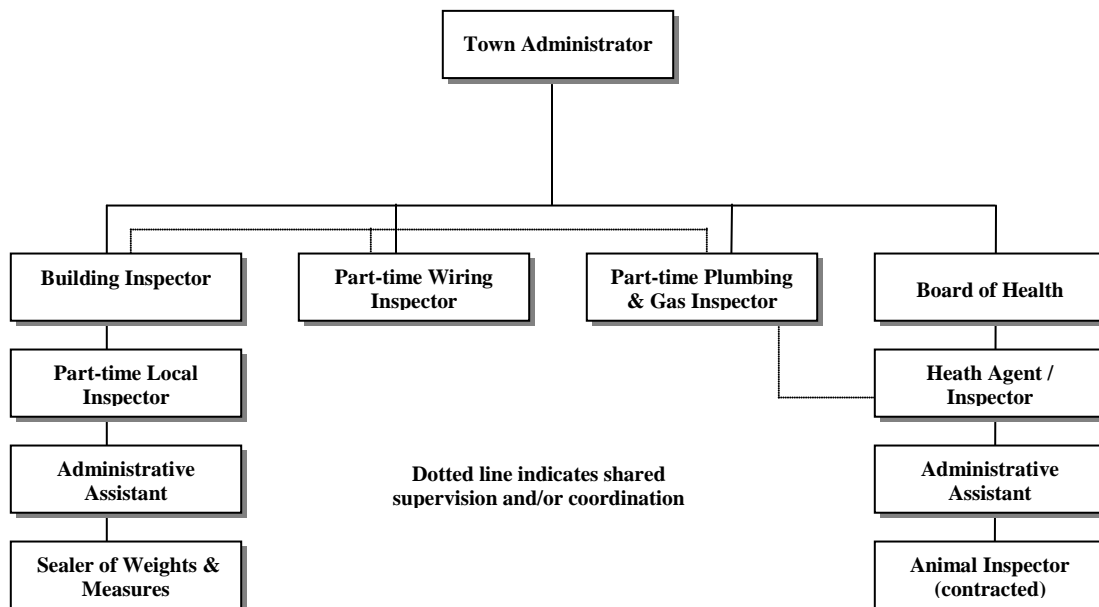 Town Administrator
Building Inspector
Part-time Wiring
Inspector
Part-time Plumbing
& Gas Inspector
Board of Health
Part-time Local
Inspector
Heath Agent /
Inspector
Administrative
Assistant
Dotted line indicates shared
supervision and/or coordination
Administrative
Assistant
Sealer of Weights &
Measures
Animal Inspector
(contracted)